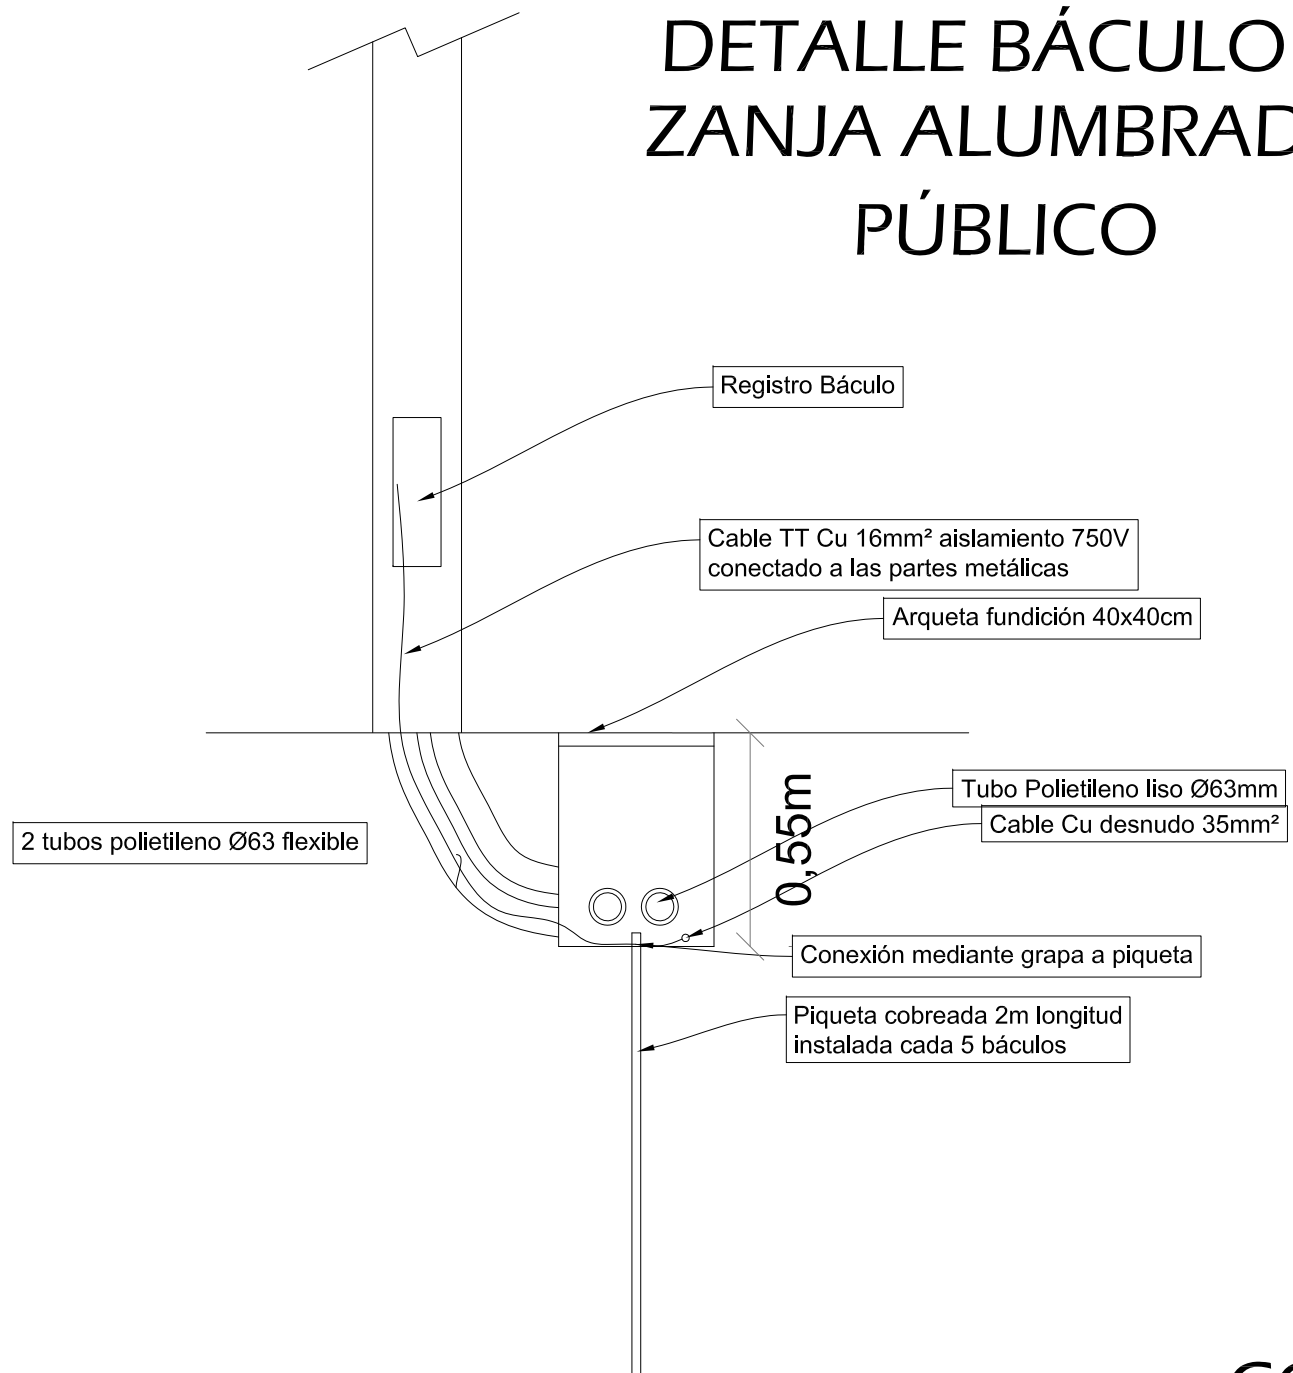 DETALLE BÁCULO
ZANJA ALUMBRAD
PÚBLICO
Registro Báculo
Cable TT Cu 16mm² aislamiento 750V
conectado a las partes metálicas
Arqueta fundición 40x40cm
Tubo Polietileno liso Ø63mm
Cable Cu desnudo 35mm²
0,55m
2 tubos polietileno Ø63 flexible
Conexión mediante grapa a piqueta
Piqueta cobreada 2m longitud
instalada cada 5 báculos